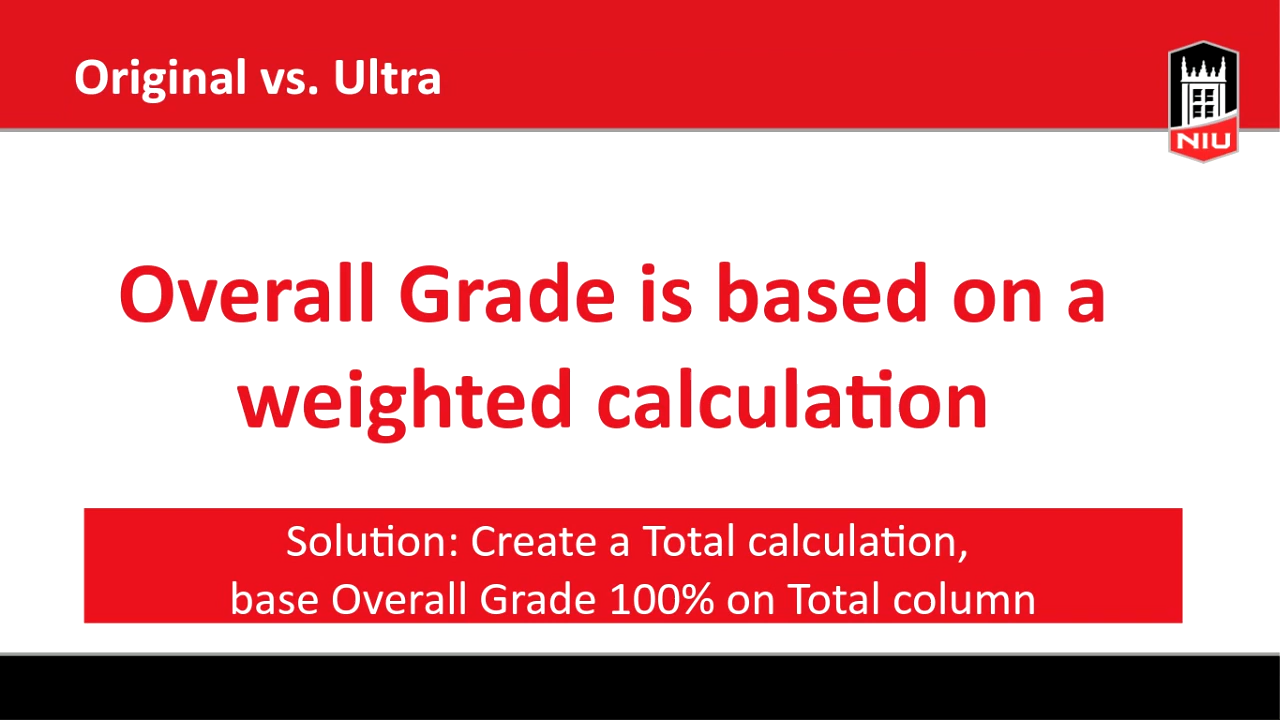 Original vs. Ultra
NIU
Overall Grade is based on a
weighted calculation
Solution: Create a Total calculation,
base Overall Grade 100% on Total column